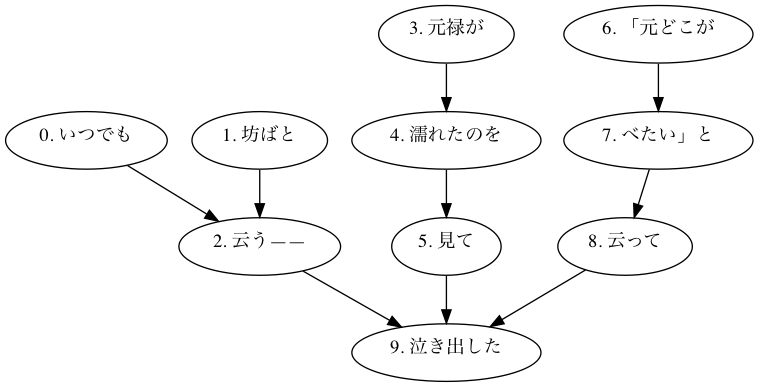 3. 元禄が
6. 「元どこが
0. いつでも
1. 坊ばと
4. 濡れたのを
7. べたい」と
2. 云う――
5. 見て
8. 云って
9. 泣き出した